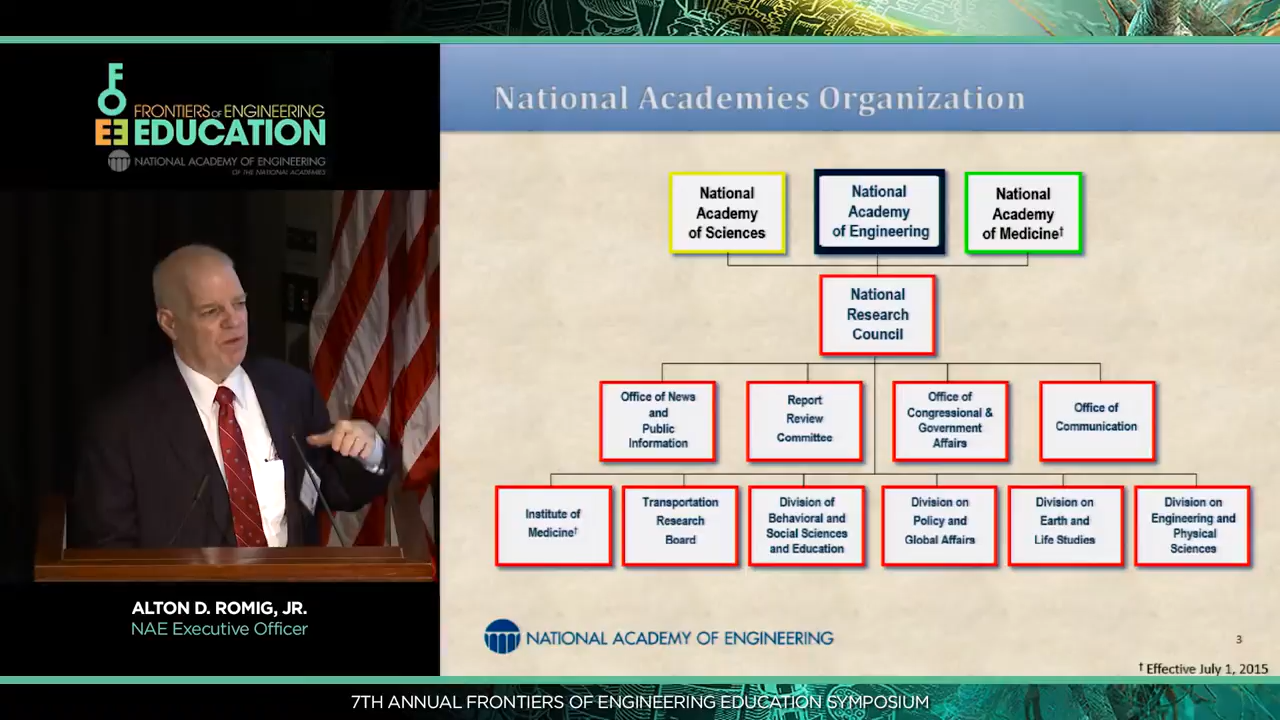 FOEE
FRONTIERS OF ENGINEERING
EDUCATION
NATIONAL ACADEMY OF ENGINEERING
OF THE NATIONAL ACADEMIES
National Academies Organization
National
Academy
of Sciences
National
Academy
of Engineering
National
Academy
of Medicine†
National
Research
Council
Office of News
and
Public
Information
Report
Review
Committee
Office of
Congressional &
Government
Affairs
Office of
Communication
Institute of
Medicine†
Transportation
Research
Board
Division of
Behavioral and
Social Sciences
and Education
Division on
Policy and
Global Affairs
Division on
Earth and
Life Studies
Division on
Engineering and
Physical
Sciences
NATIONAL ACADEMY OF ENGINEERING
3
† Effective July 1, 2015
ALTON D. ROMIG, JR.
NAE Executive Officer
7TH ANNUAL FRONTIERS OF ENGINEERING EDUCATION SYMPOSIUM